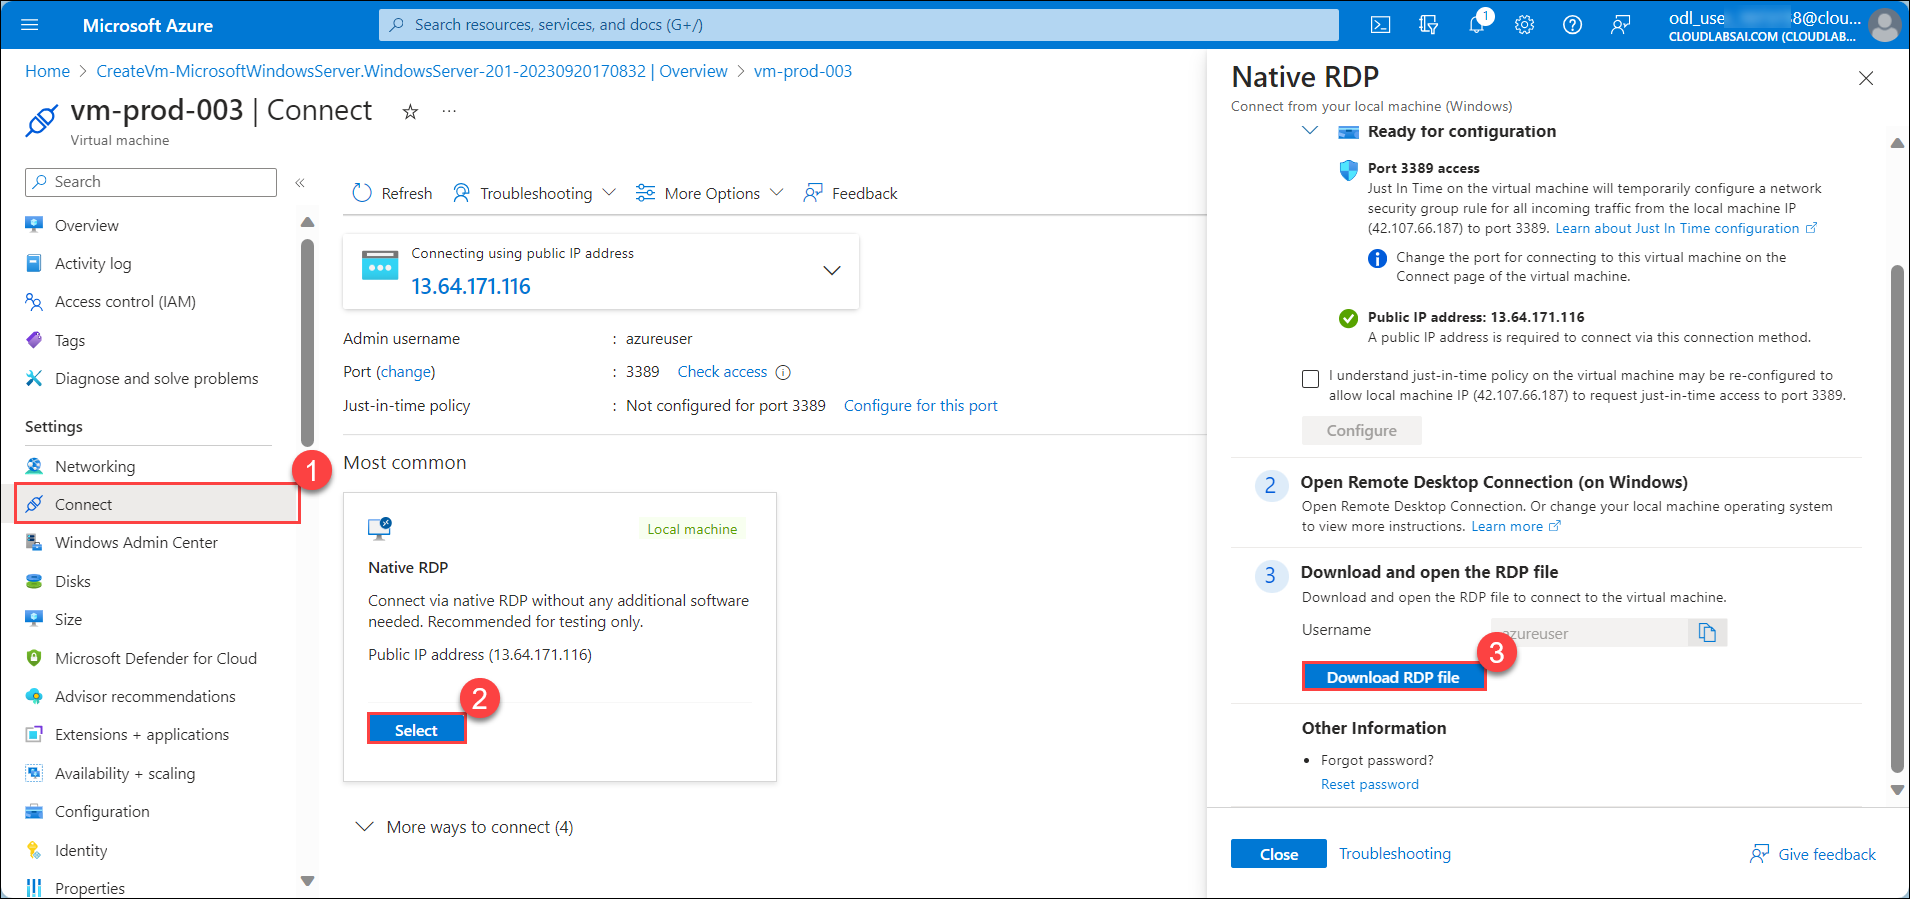 Microsoft Azure
Search resources, services, and docs (G+/)
1
odl_use 8@clou...
CLOUDLABSAI.COM (CLOUDLAB...
Home > CreateVm-MicrosoftWindowsServer.WindowsServer-201-20230920170832 | Overview > vm-prod-003
vm-prod-003 | Connect
...
Virtual machine
Search
«
Overview
Activity log
Access control (IAM)
Tags
Diagnose and solve problems
Settings
Networking
1
Connect
Windows Admin Center
Disks
Size
Microsoft Defender for Cloud
Advisor recommendations
Extensions + applications
Availability + scaling
Configuration
Identity
Properties
Refresh
Troubleshooting
More Options
Feedback
Connecting using public IP address
13.64.171.116
Admin username : azureuser
Port (change) : 3389 Check access
Just-in-time policy : Not configured for port 3389 Configure for this port
Most common
Local machine
Native RDP
Connect via native RDP without any additional software
needed. Recommended for testing only.
Public IP address (13.64.171.116)
2
Select
More ways to connect (4)
Native RDP
Connect from your local machine (Windows)
Ready for configuration
Port 3389 access
Just In Time on the virtual machine will temporarily configure a network
security group rule for all incoming traffic from the local machine IP
(42.107.66.187) to port 3389. Learn about Just In Time configuration
Change the port for connecting to this virtual machine on the
Connect page of the virtual machine.
Public IP address: 13.64.171.116
A public IP address is required to connect via this connection method.
I understand just-in-time policy on the virtual machine may be re-configured to
allow local machine IP (42.107.66.187) to request just-in-time access to port 3389.
Configure
2 Open Remote Desktop Connection (on Windows)
Open Remote Desktop Connection. Or change your local machine operating system
to view more instructions. Learn more
3 Download and open the RDP file
Download and open the RDP file to connect to the virtual machine.
Username azureuser
3
Download RDP file
Other Information
• Forgot password?
Reset password
Close
Troubleshooting
Give feedback